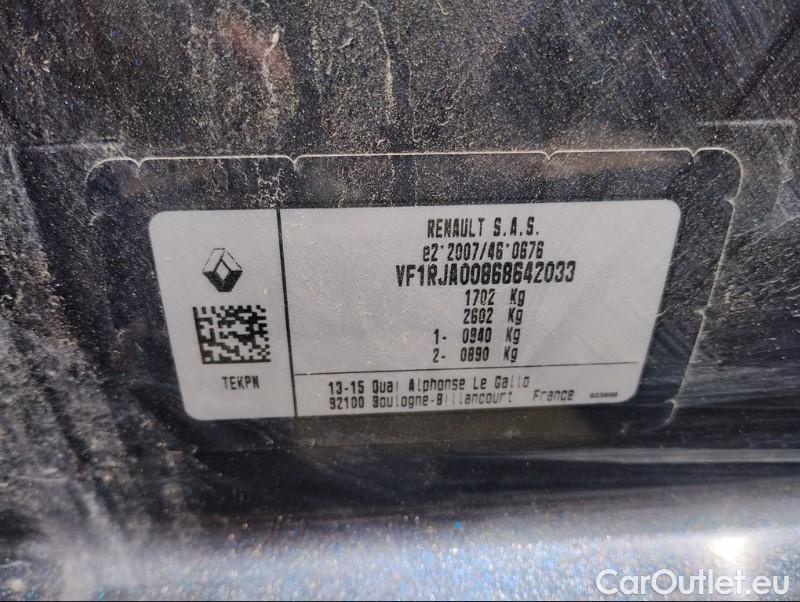 RENAULT S.A.S.
e2*2007/46*0676
VF1RJA00868642033
1702 Kg
2602 Kg
1- 0940 Kg
2- 0890 Kg
TEKPN
13-15 Quai Alphonse Le Gallo
92100 Boulogne-Billancourt France
CarOutlet.eu